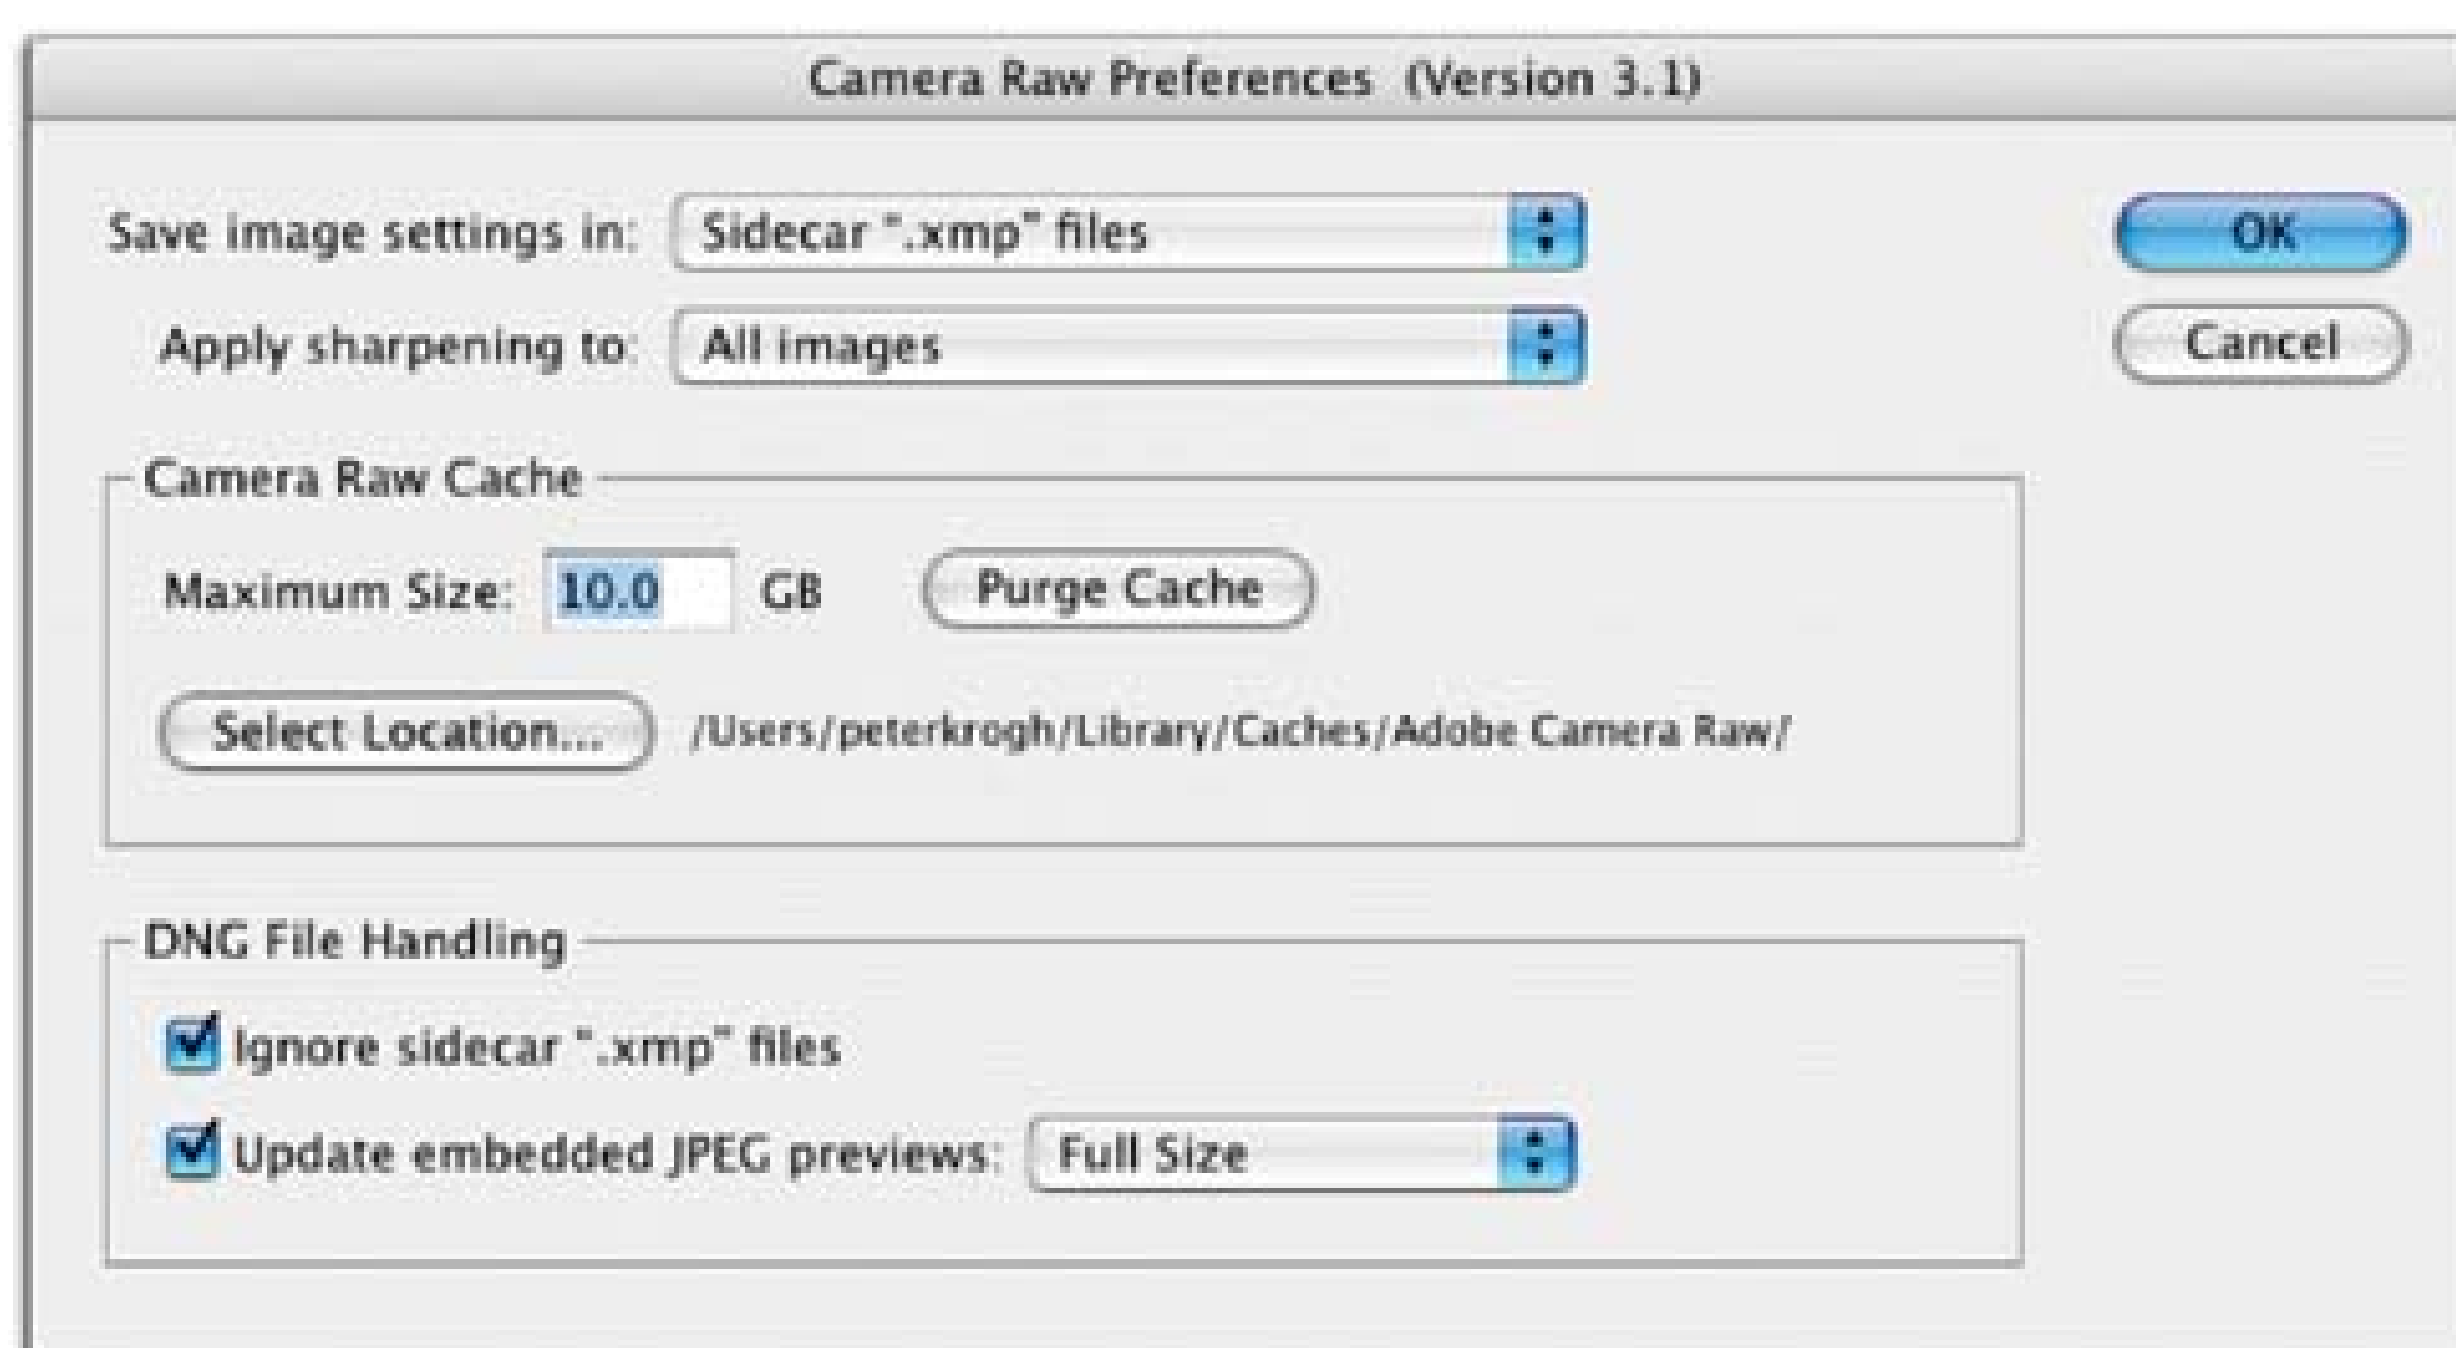 Camera Raw Preferences (Version 3.1)
Save image settings in: Sidecar ".xmp" files OK
Apply sharpening to: All images Cancel
Camera Raw Cache
Maximum Size: 10.0 GB Purge Cache
Select Location... /Users/peterkrogh/Library/Caches/Adobe Camera Raw/
DNG File Handling
Ignore sidecar ".xmp" files
Update embedded JPEG previews: Full Size